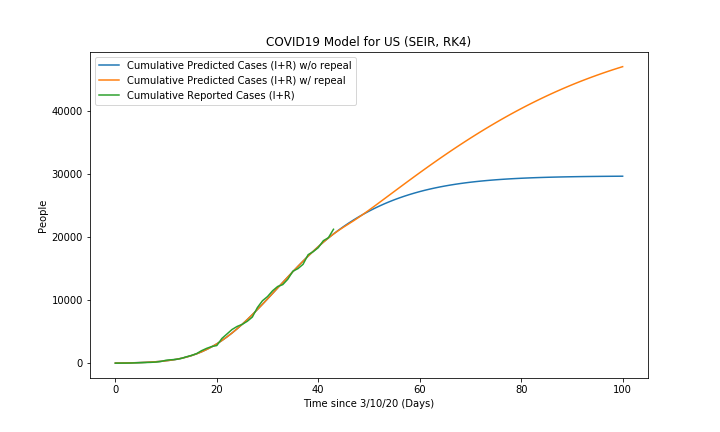 COVID19 Model for US (SEIR, RK4)
Cumulative Predicted Cases (I+R) w/o repeal
Cumulative Predicted Cases (I+R) w/ repeal
Cumulative Reported Cases (I+R)
40000
30000
20000
10000
0
People
0 20 40 60 80 100
Time since 3/10/20 (Days)